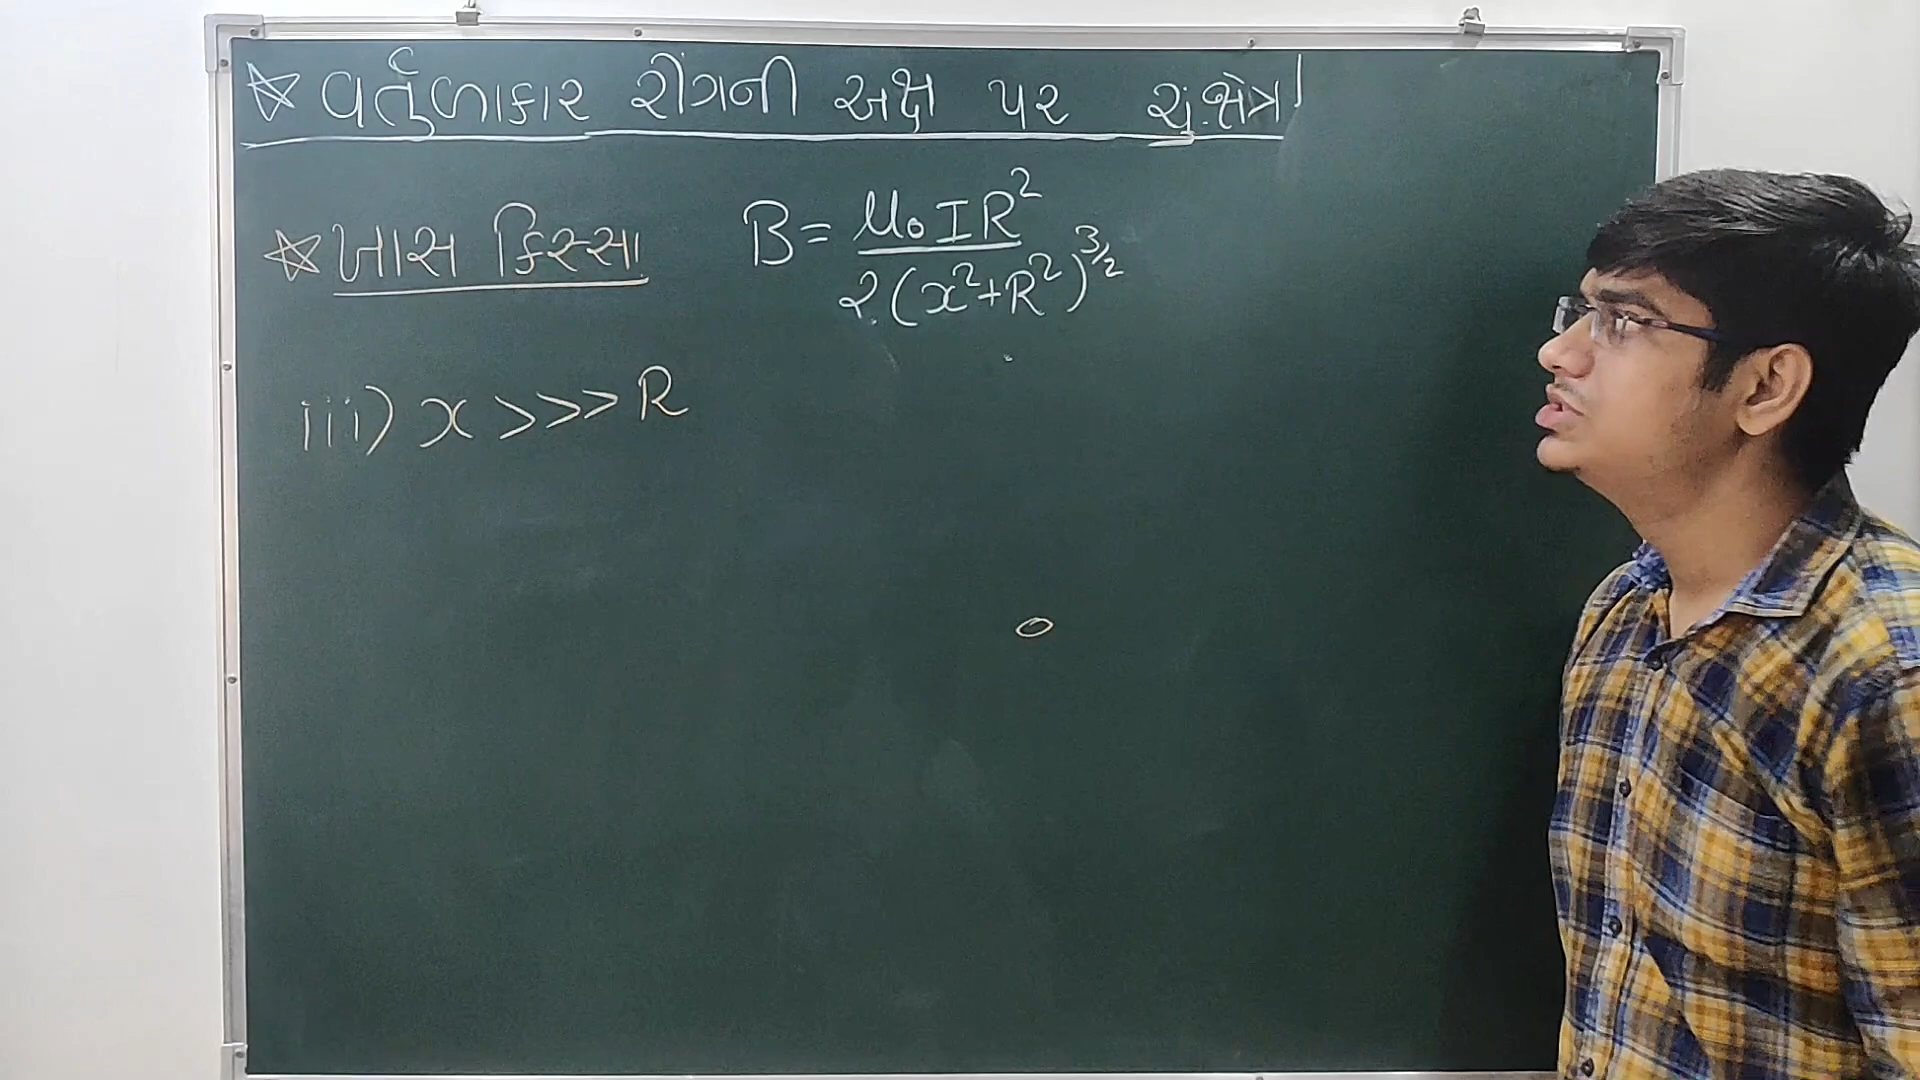 ☆ વર્તુળાકાર રીંગની અક્ષ પર ચું.ક્ષેત્ર
☆ ખાસ કિસ્સા B = μ₀IR² / 2(x²+R²)^3/2
iii) x >>> R